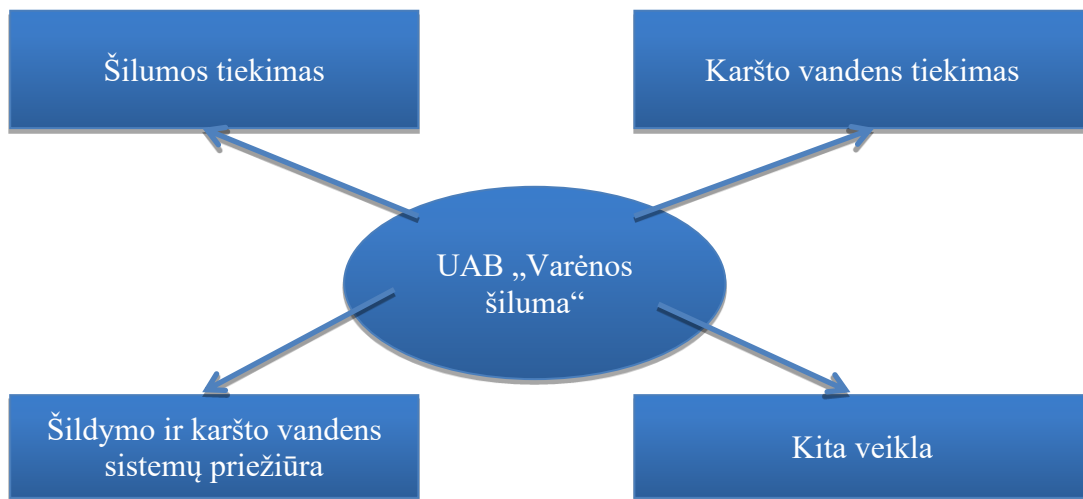 Šilumos tiekimas
Karšto vandens tiekimas
UAB „Varėnos
šiluma“
Šildymo ir karšto vandens
sistemų priežiūra
Kita veikla